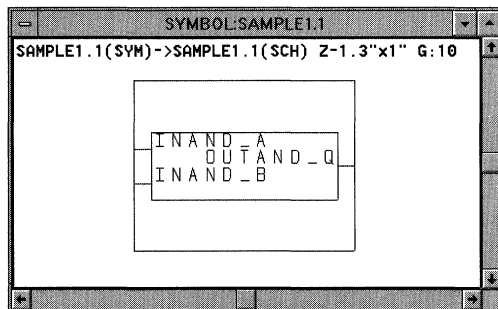 SYMBOL:SAMPLE1.1
SAMPLE1.1(SYM)->SAMPLE1.1(SCH) Z-1.3"x1" G:10
INAND_A
OUTAND_Q
INAND_B